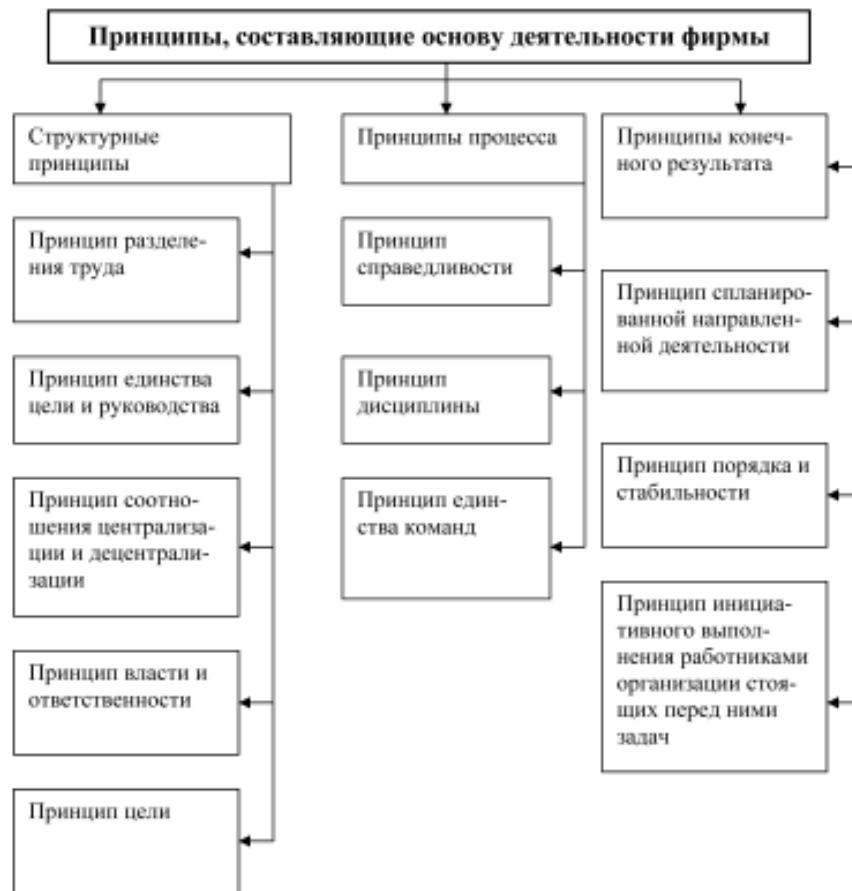 Принципы, составляющие основу деятельности фирмы
Структурные
принципы
Принцип разделе-
ния труда
Принцип единства
цели и руководства
Принцип соотно-
шения централиза-
ции и децентрали-
зации
Принцип власти и
ответственности
Принцип цели
Принципы процесса
Принцип
справедливости
Принцип
дисциплины
Принцип един-
ства команд
Принципы конеч-
ного результата
Принцип спланиро-
ванной направлен-
ной деятельности
Принцип порядка и
стабильности
Принцип инициа-
тивного выпол-
нения работниками
организации стоя-
щих перед ними
задач